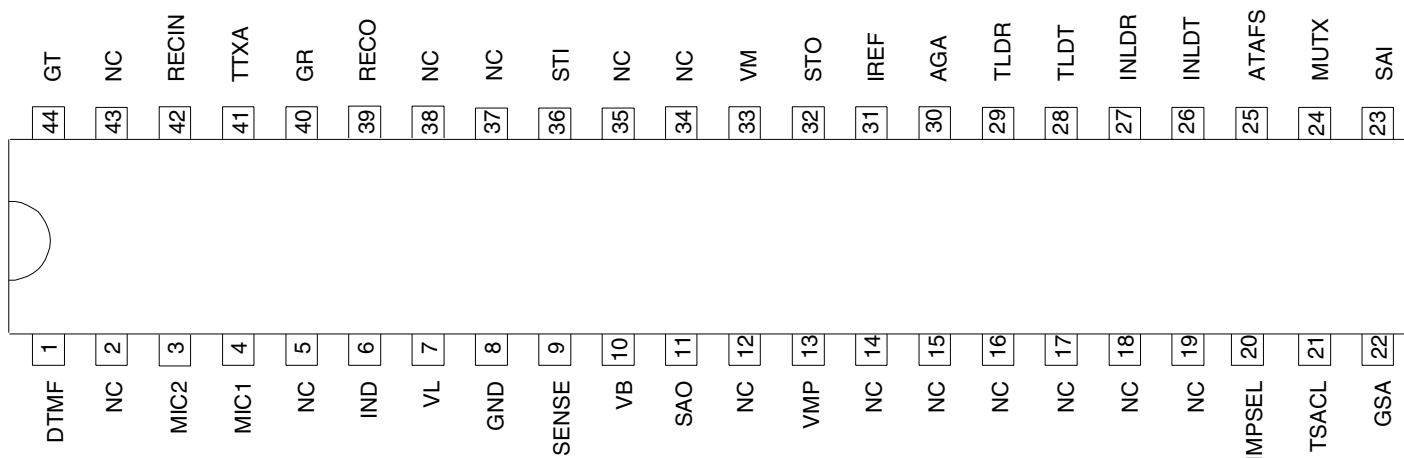 GT NC RECIN TTXA GR RECO NC NC STI NC NC VM STO IREF AGA TLDR TLDT INLDR INLDT ATAFS MUTX SAI
44 43 42 41 40 39 38 37 36 35 34 33 32 31 30 29 28 27 26 25 24 23
1 2 3 4 5 6 7 8 9 10 11 12 13 14 15 16 17 18 19 20 21 22
DTMF NC MIC2 MIC1 NC IND VL GND SENSE VB SAO NC VMP NC NC NC NC NC NC IMPSEL TSACL GSA